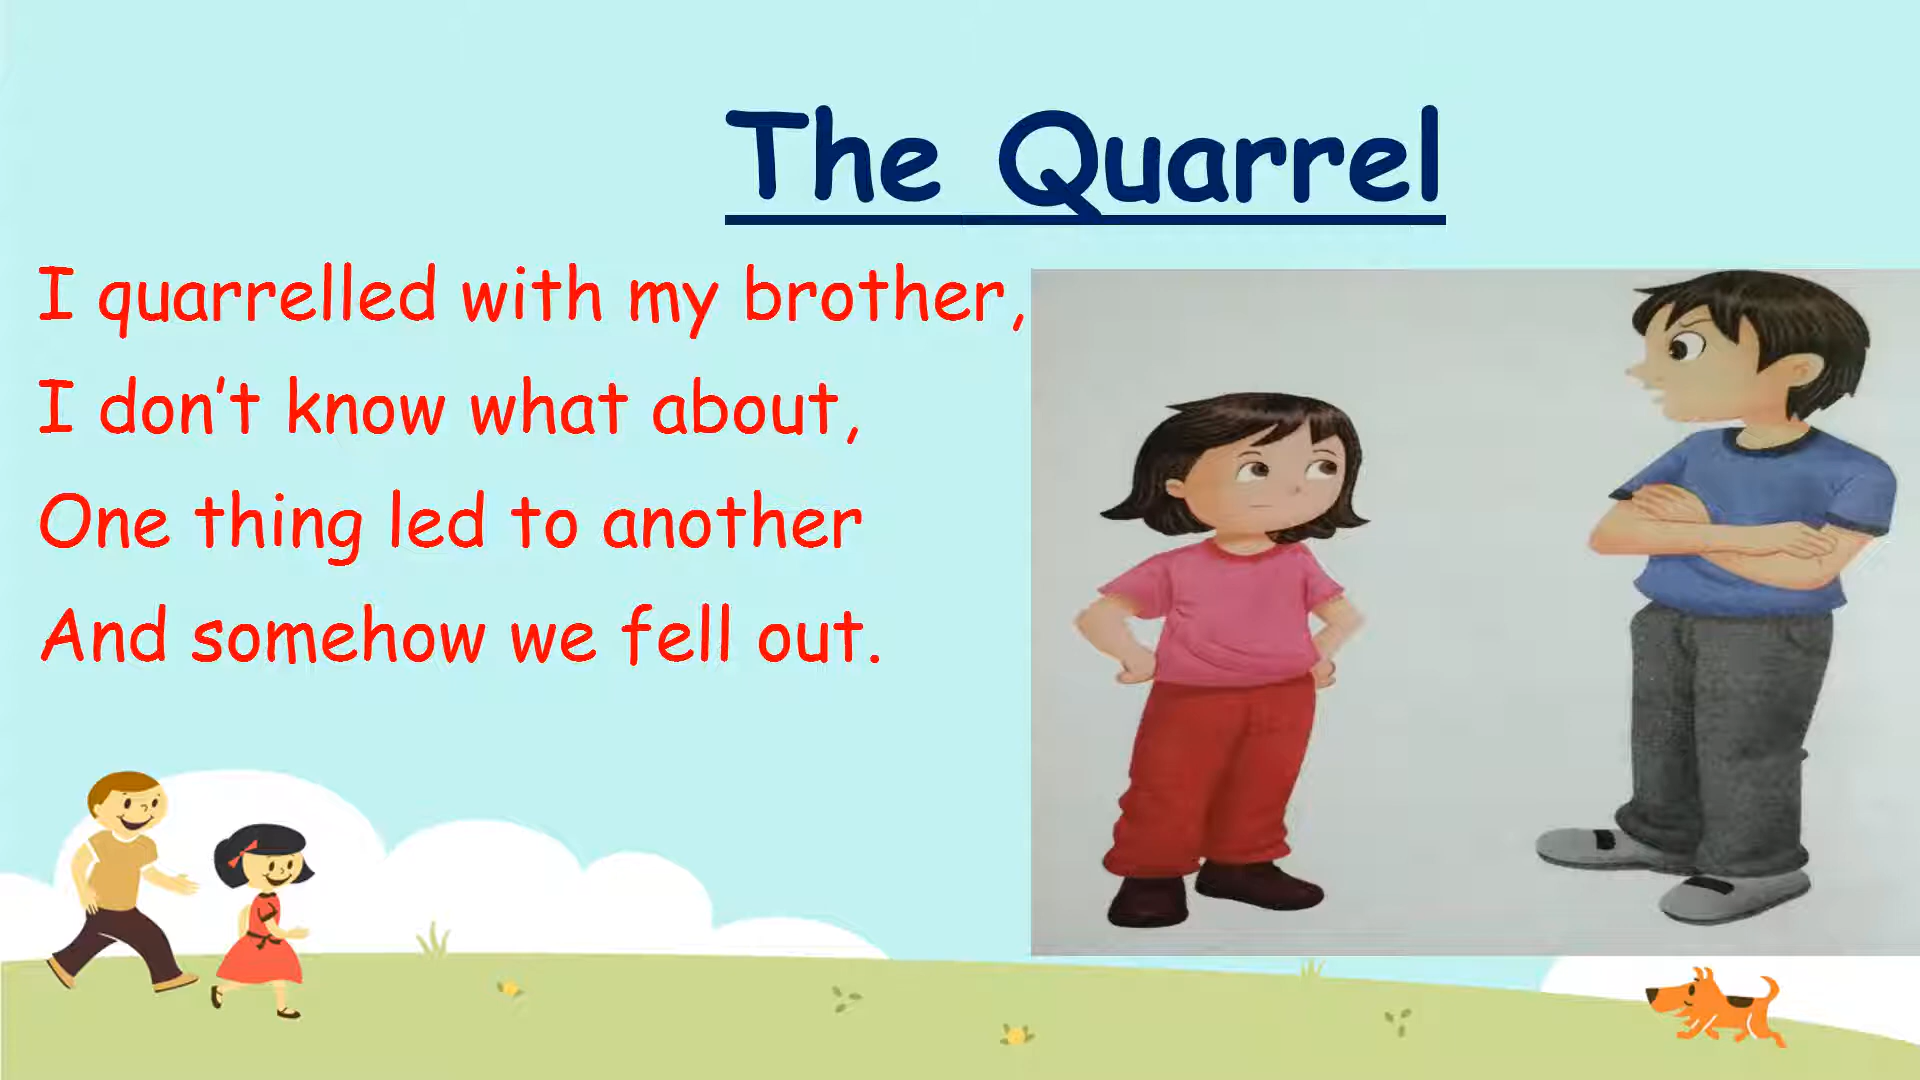 The Quarrel
I quarrelled with my brother,
I don’t know what about,
One thing led to another
And somehow we fell out.